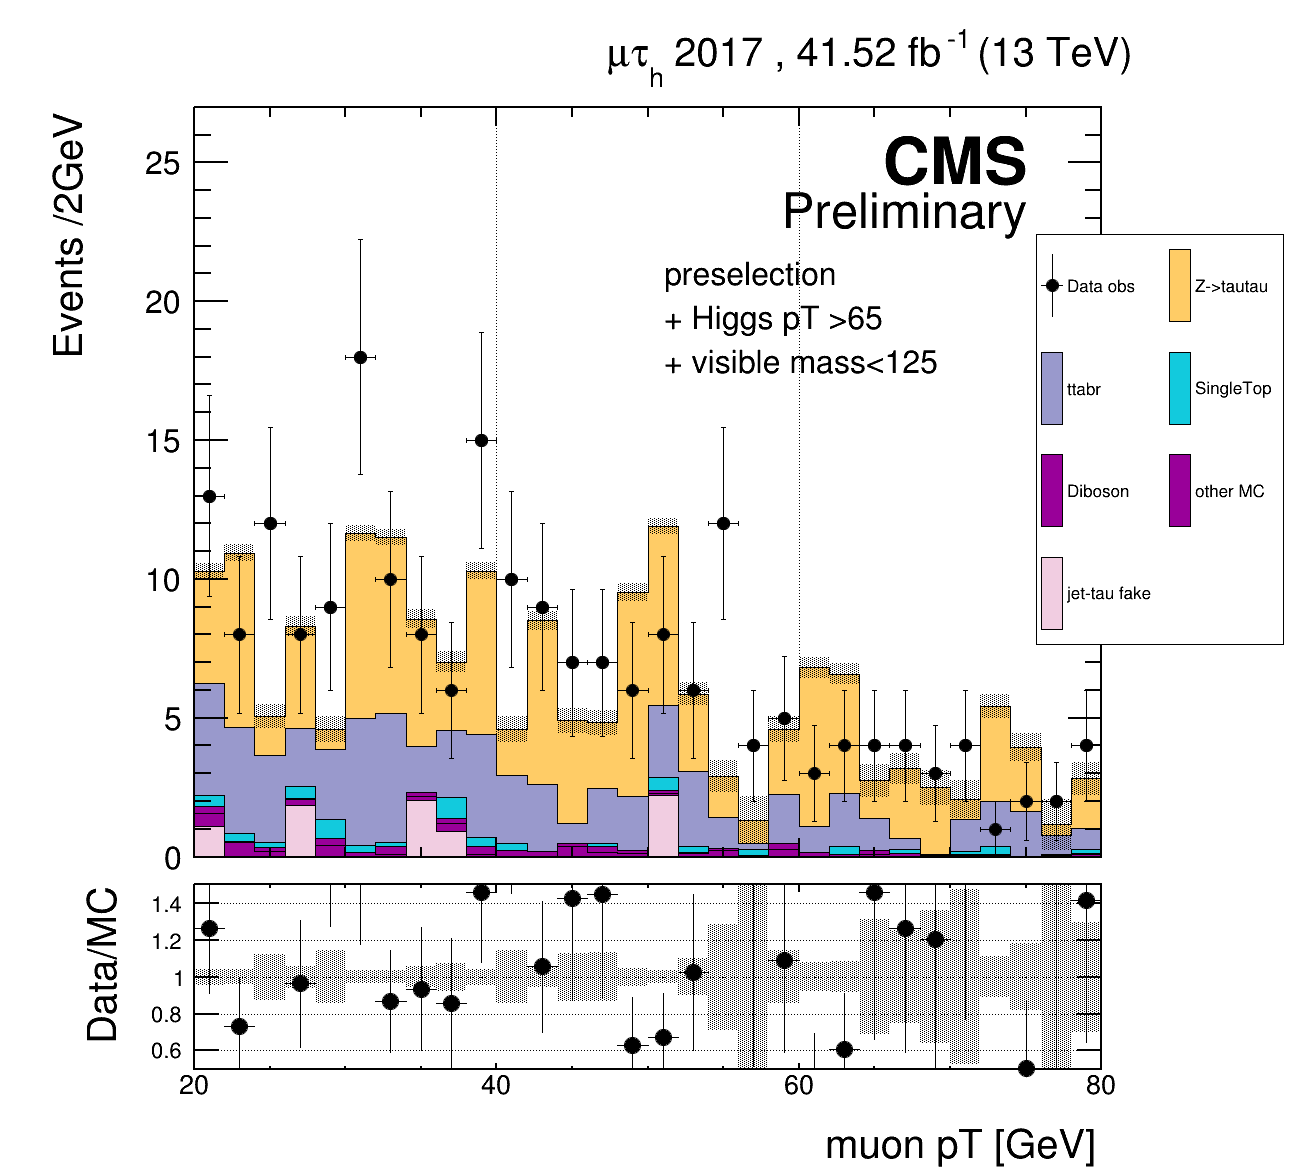 μτh 2017 , 41.52 fb-1 (13 TeV)
Events /2GeV
25
20
15
10
5
0
CMS
Preliminary
preselection
+ Higgs pT >65
+ visible mass<125
Data obs
Z->tautau
ttabr
SingleTop
Diboson
other MC
jet-tau fake
Data/MC
1.4
1.2
1
0.8
0.6
20 40 60 80
muon pT [GeV]